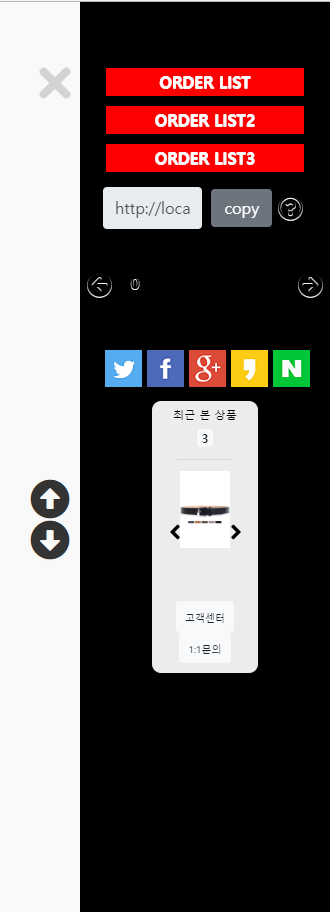 ORDER LIST
ORDER LIST2
ORDER LIST3
http://loca
copy
?
0
f
g+
N
최근 본 상품
3
고객센터
1:1문의